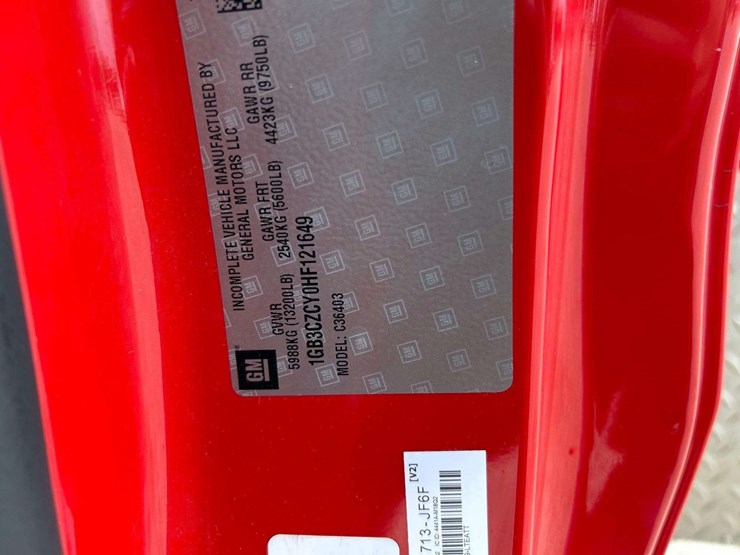 INCOMPLETE VEHICLE MANUFACTURED BY
GENERAL MOTORS LLC
GVWR GAWR FRT GAWR RR
5988KG (13200LB) 2540KG (5600LB) 4423KG (9750LB)
1GB3CZCY0HF121649
MODEL: C36403
GM
713-JF6F [V2]